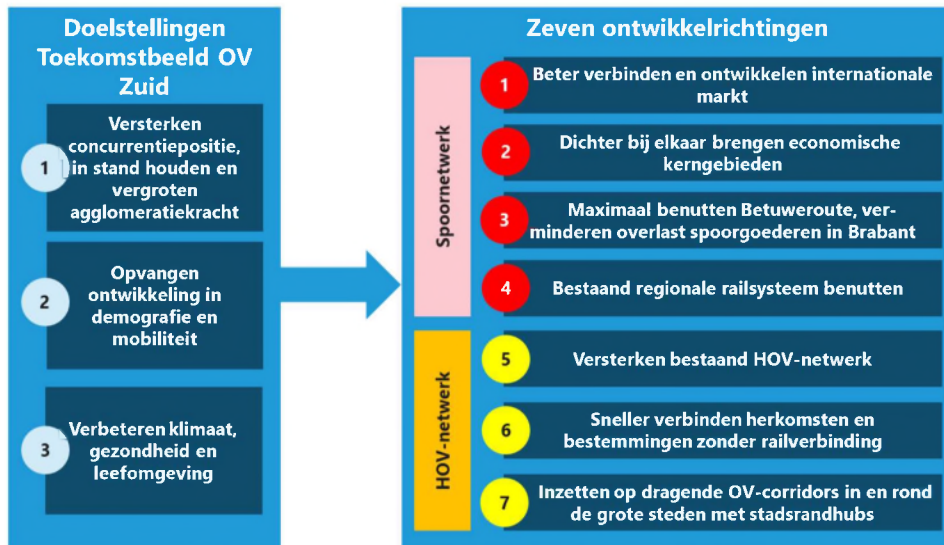 Doelstellingen
Toekomstbeeld OV
Zuid
1
Versterken
concurrentiepositie,
in stand houden en
vergroten
agglomeratiekracht
2
Opvangen
ontwikkeling in
demografie en
mobiliteit
3
Verbeteren klimaat,
gezondheid en
leefomgeving
Zeven ontwikkelrichtingen
Spoornetwerk
1
Beter verbinden en ontwikkelen internationale
markt
2
Dichter bij elkaar brengen economische
kerngebieden
3
Maximaal benutten Betuweroute, ver-
minderen overlast spoorgoederen in Brabant
4
Bestaand regionale railsysteem benutten
HOV-netwerk
5
Versterken bestaand HOV-netwerk
6
Sneller verbinden herkomsten en
bestemmingen zonder railverbinding
7
Inzetten op dragende OV-corridors in en rond
de grote steden met stadsrandhubs